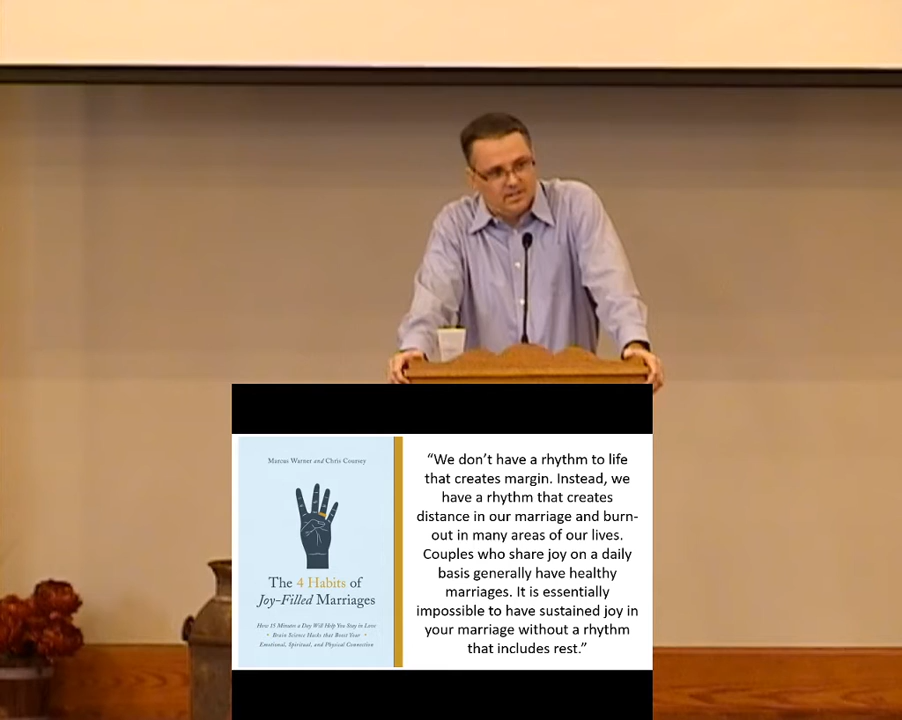 Marcus Warner and Chris Coursey
The 4 Habits of
Joy-Filled Marriages
How 15 Minutes a Day Will Help You Stay in Love
• Brain Science Hacks that Boost Your •
Emotional, Spiritual, and Physical Connection
“We don’t have a rhythm to life
that creates margin. Instead, we
have a rhythm that creates
distance in our marriage and burn-
out in many areas of our lives.
Couples who share joy on a daily
basis generally have healthy
marriages. It is essentially
impossible to have sustained joy in
your marriage without a rhythm
that includes rest.”